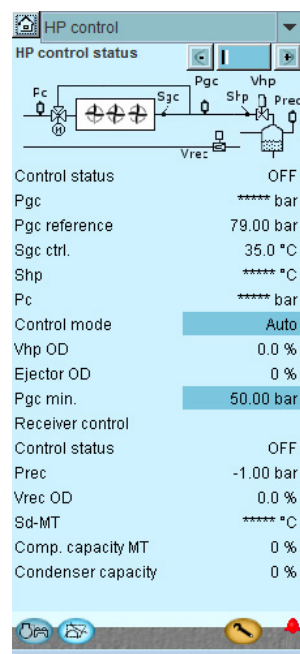 HP control
HP control status
Pc
Sgc
Pgc
Shp
Vhp
Prec
M
Vrec
Control status OFF
Pgc ***** bar
Pgc reference 79.00 bar
Sgc ctrl. 35.0 °C
Shp ***** °C
Pc ***** bar
Control mode Auto
Vhp OD 0.0 %
Ejector OD 0 %
Pgc min. 50.00 bar
Receiver control
Control status OFF
Prec -1.00 bar
Vrec OD 0.0 %
Sd-MT ***** °C
Comp. capacity MT 0 %
Condenser capacity 0 %